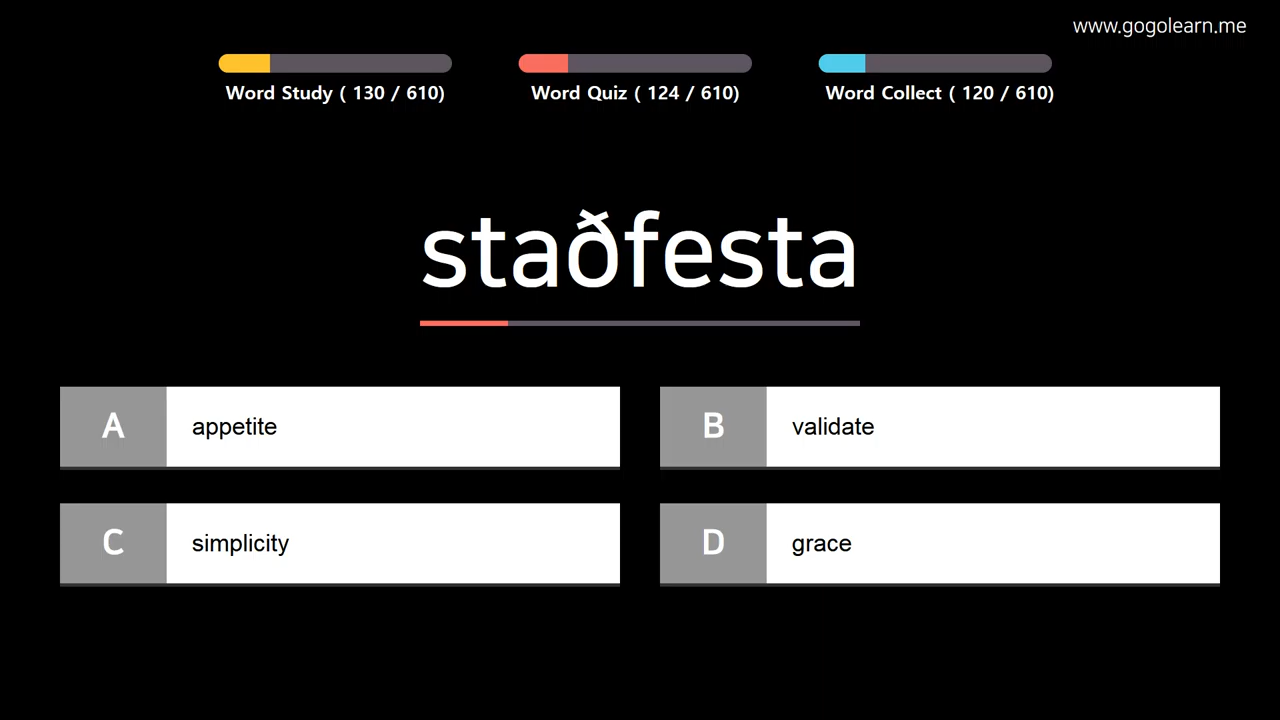 www.gogolearn.me
Word Study ( 130 / 610)
Word Quiz ( 124 / 610)
Word Collect ( 120 / 610)
staðfesta
A appetite
B validate
C simplicity
D grace